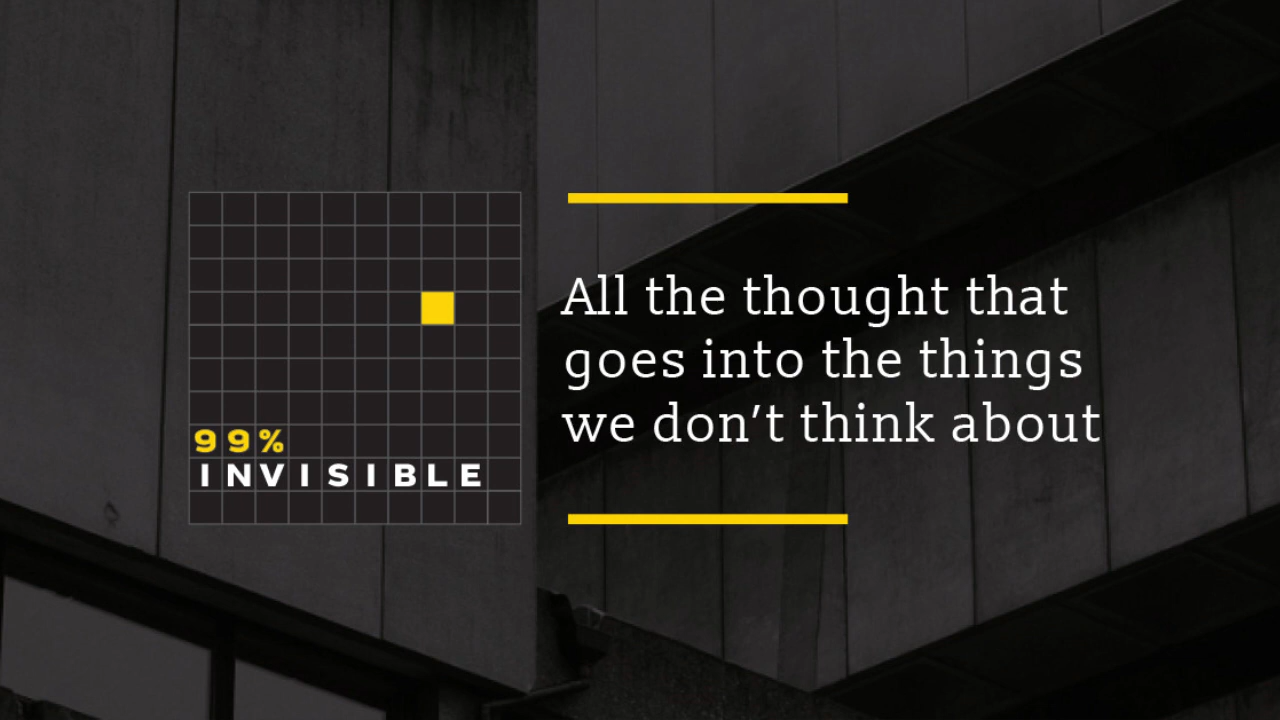 99%
INVISIBLE
All the thought that
goes into the things
we don’t think about